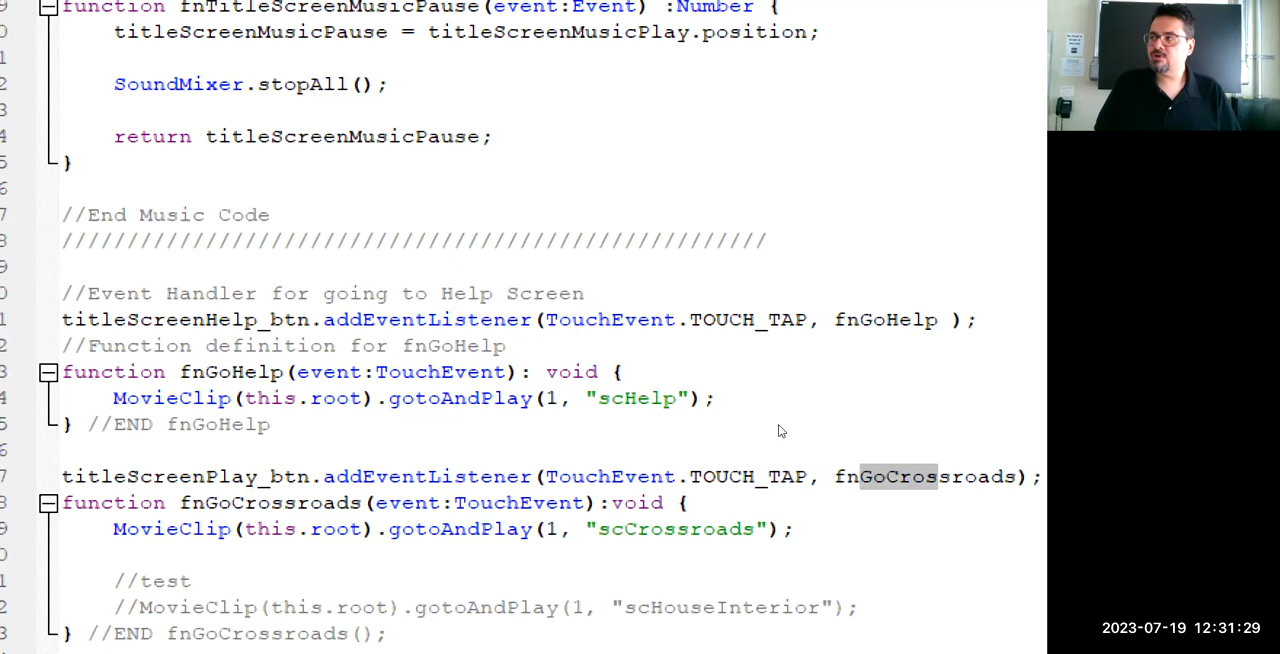 function fnTitleScreenMusicPause(event:Event) :Number {
titleScreenMusicPause = titleScreenMusicPlay.position;
SoundMixer.stopAll();
return titleScreenMusicPause;
}
//End Music Code
//////////////////////////////////////////////////////
//Event Handler for going to Help Screen
titleScreenHelp_btn.addEventListener(TouchEvent.TOUCH_TAP, fnGoHelp );
//Function definition for fnGoHelp
function fnGoHelp(event:TouchEvent): void {
MovieClip(this.root).gotoAndPlay(1, "scHelp");
} //END fnGoHelp
titleScreenPlay_btn.addEventListener(TouchEvent.TOUCH_TAP, fnGoCrossroads);
function fnGoCrossroads(event:TouchEvent):void {
MovieClip(this.root).gotoAndPlay(1, "scCrossroads");
//test
//MovieClip(this.root).gotoAndPlay(1, "scHouseInterior");
} //END fnGoCrossroads();
2023-07-19 12:31:29